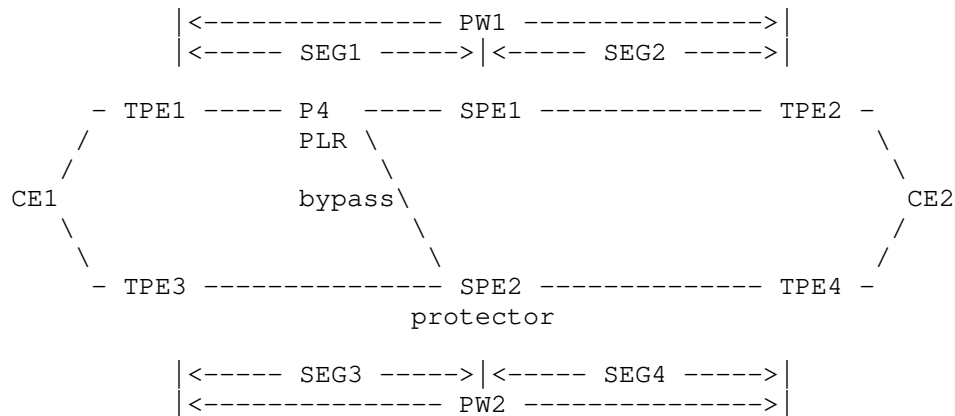 |<--------------- PW1 --------------->|
|<----- SEG1 ----->|<----- SEG2 ----->|
- TPE1 ----- P4 ----- SPE1 -------------- TPE2 -
/ PLR \ \
/ \ \
CE1 bypass\ CE2
\ \ /
\ \ /
- TPE3 --------------- SPE2 -------------- TPE4 -
protector
|<----- SEG3 ----->|<----- SEG4 ----->|
|<--------------- PW2 --------------->|